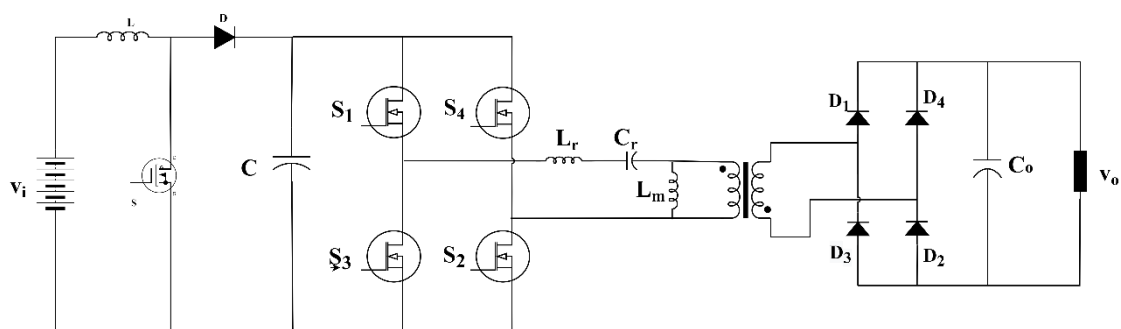 L
D
S₁
S₄
D₁
D₄
Lᵣ
Cᵣ
C
vᵢ
S
Lₘ
Cₒ
vₒ
S₃
S₂
D₃
D₂